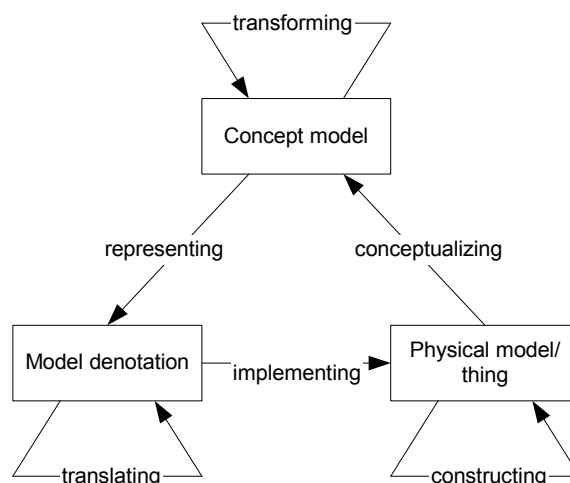 transforming
Concept model
representing
conceptualizing
Model denotation
implementing
Physical model/
thing
translating
constructing